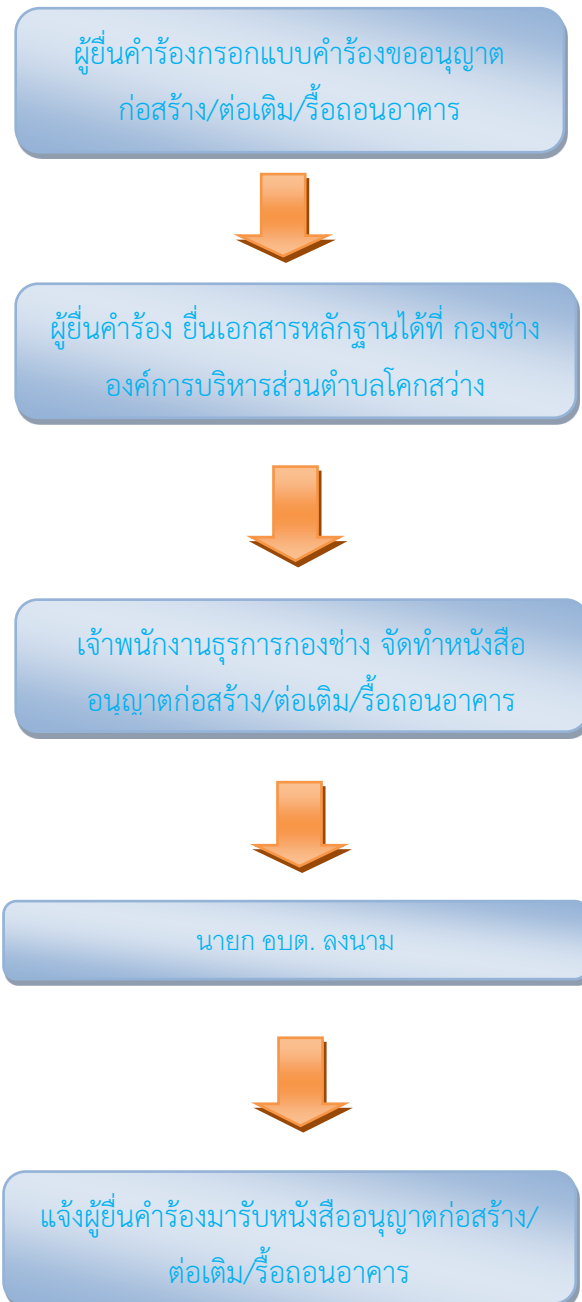 ผู้ยื่นคำร้องกรอกแบบคำร้องขออนุญาต
ก่อสร้าง/ต่อเติม/รื้อถอนอาคาร
ผู้ยื่นคำร้อง ยื่นเอกสารหลักฐานได้ที่ กองช่าง
องค์การบริหารส่วนตำบลโคกสว่าง
เจ้าพนักงานธุรการกองช่าง จัดทำหนังสือ
อนุญาตก่อสร้าง/ต่อเติม/รื้อถอนอาคาร
นายก อบต. ลงนาม
แจ้งผู้ยื่นคำร้องมารับหนังสืออนุญาตก่อสร้าง/
ต่อเติม/รื้อถอนอาคาร